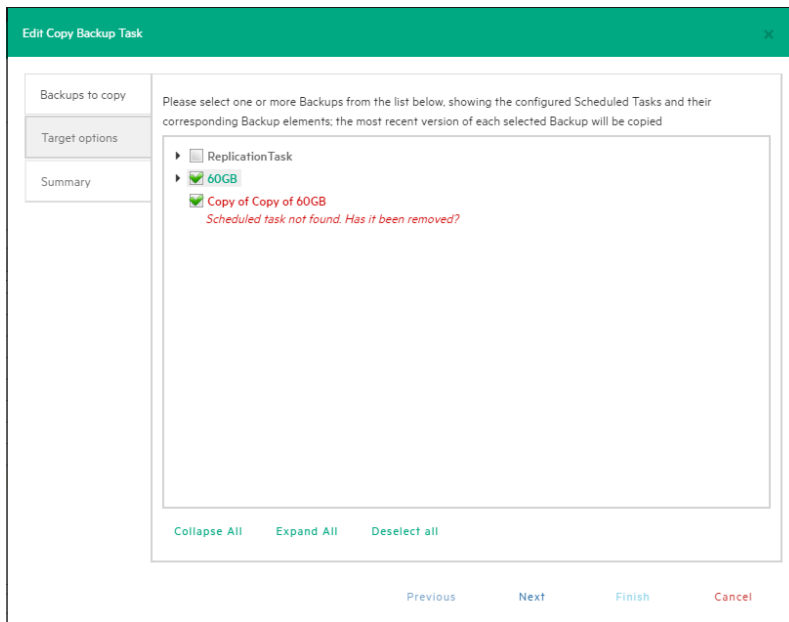 Edit Copy Backup Task
Backups to copy
Target options
Summary
Please select one or more Backups from the list below, showing the configured Scheduled Tasks and their
corresponding Backup elements; the most recent version of each selected Backup will be copied
ReplicationTask
60GB
Copy of Copy of 60GB
Scheduled task not found. Has it been removed?
Collapse All Expand All Deselect all
Previous Next Finish Cancel